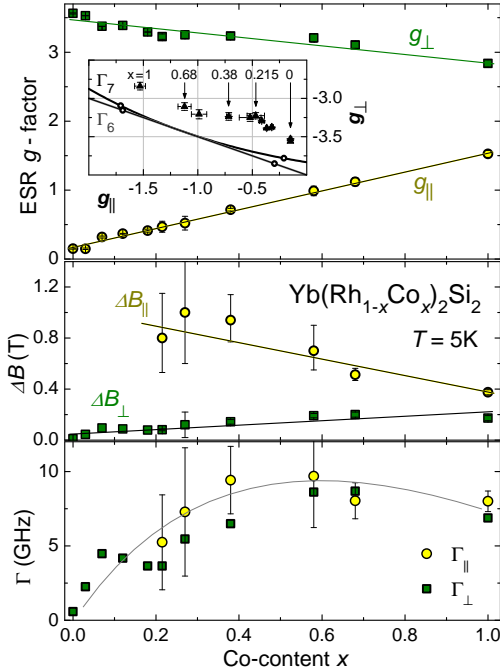 4
3
2
1
0
ESR g - factor
g⊥
g∥
Γ7
Γ6
x=1
0.68
0.38
0.215
0
-3.0
-3.5
g⊥
g∥
-1.5
-1.0
-0.5
1.2
0.8
0.4
0.0
ΔB (T)
ΔB∥
ΔB⊥
Yb(Rh1-xCox)2Si2
T = 5K
10
5
0
Γ (GHz)
Γ∥
Γ⊥
0.0 0.2 0.4 0.6 0.8 1.0
Co-content x